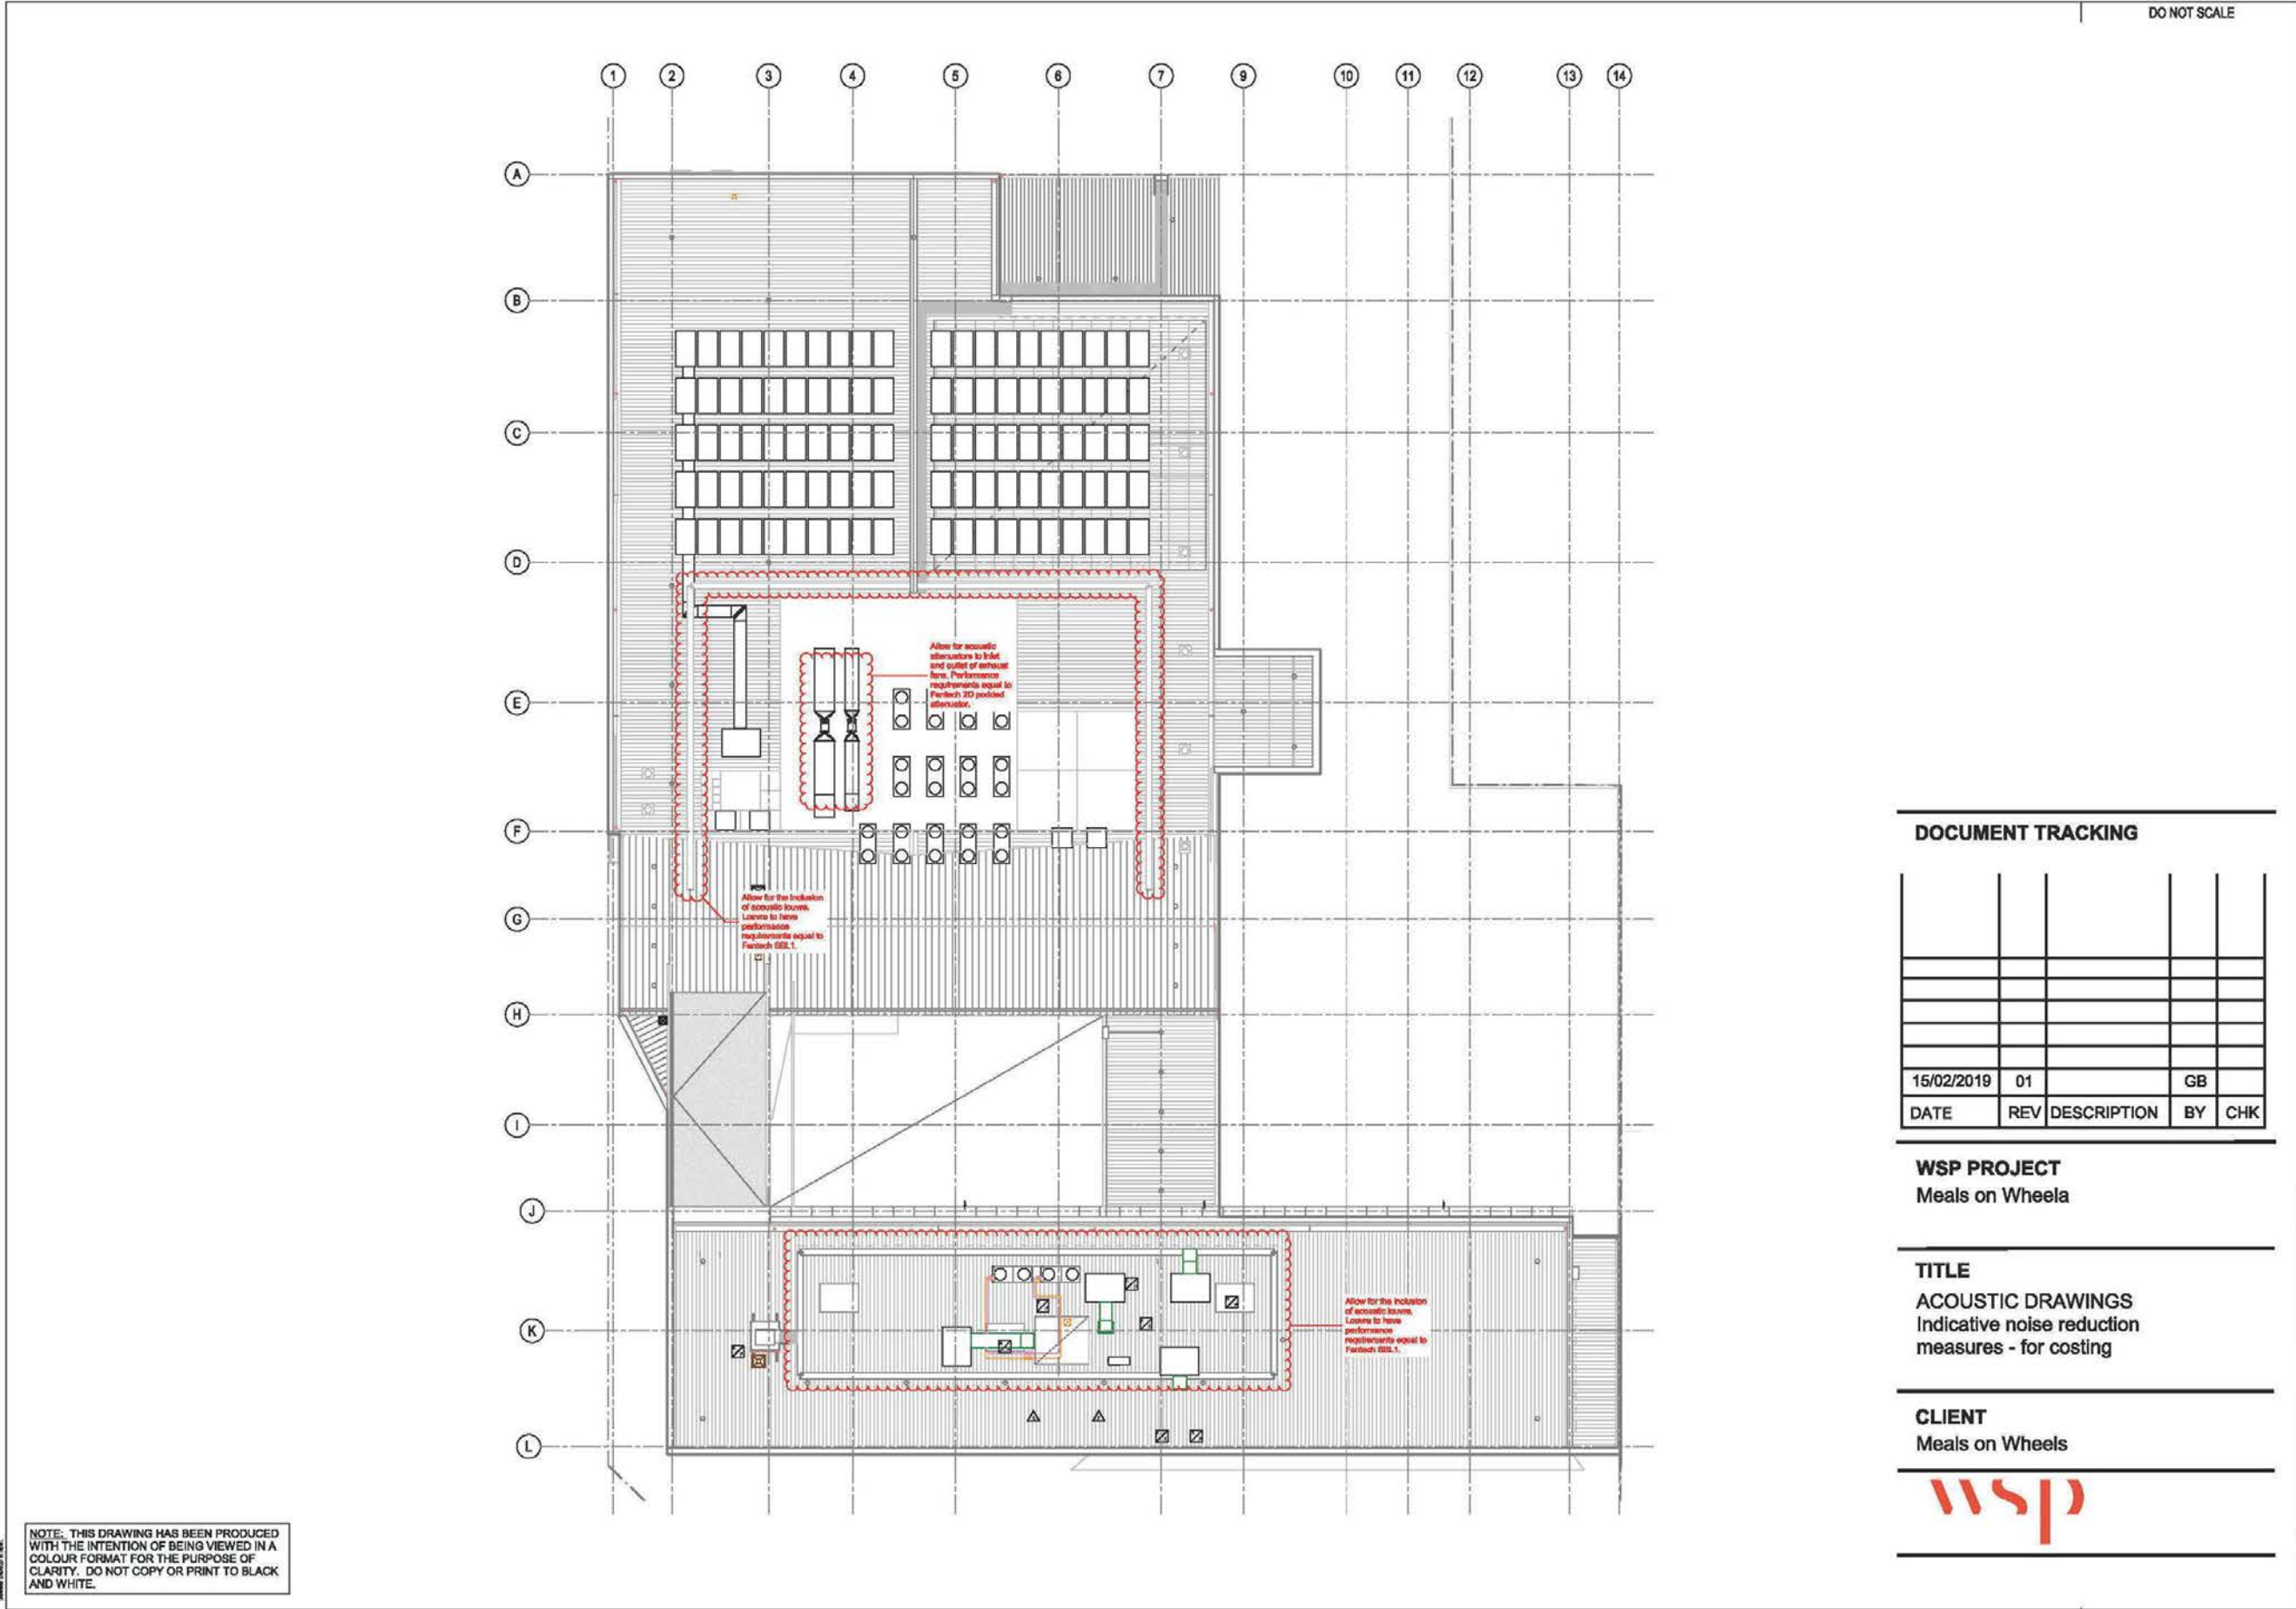 DO NOT SCALE
1 2 3 4 5 6 7 9 10 11 12 13 14
A
B
C
D
E
F
G
H
I
J
K
L
Allow for acoustic
attenuators to inlet
and outlet of exhaust
fans. Performance
requirements equal to
Fantech 2D podded
attenuator.
Allow for the inclusion
of acoustic louvre.
Louvre to have
performance
requirements equal to
Fantech SBL1.
Allow for the inclusion
of acoustic louvre.
Louvre to have
performance
requirements equal to
Fantech SBL1.
NOTE: THIS DRAWING HAS BEEN PRODUCED
WITH THE INTENTION OF BEING VIEWED IN A
COLOUR FORMAT FOR THE PURPOSE OF
CLARITY. DO NOT COPY OR PRINT TO BLACK
AND WHITE.
DOCUMENT TRACKING
15/02/2019 01 GB
DATE REV DESCRIPTION BY CHK
WSP PROJECT
Meals on Wheela
TITLE
ACOUSTIC DRAWINGS
Indicative noise reduction
measures - for costing
CLIENT
Meals on Wheels
wsp